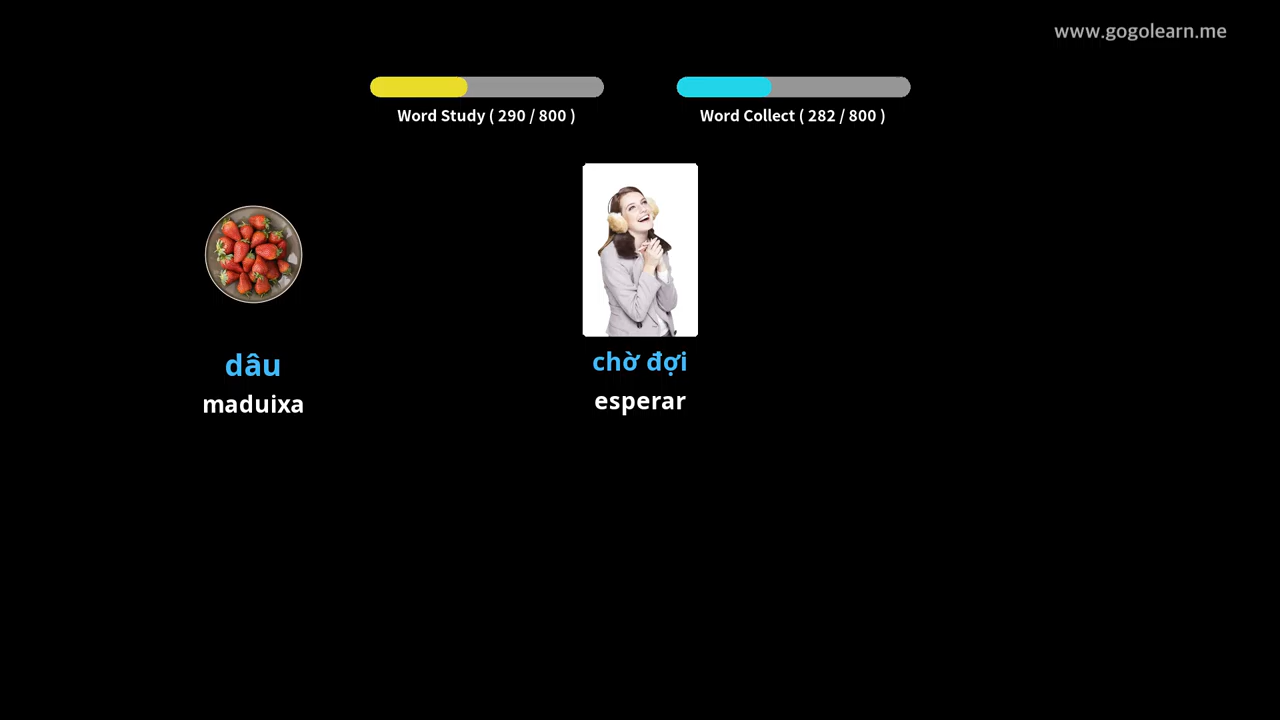 www.gogolearn.me
Word Study ( 290 / 800 )
Word Collect ( 282 / 800 )
dâu
maduixa
chờ đợi
esperar